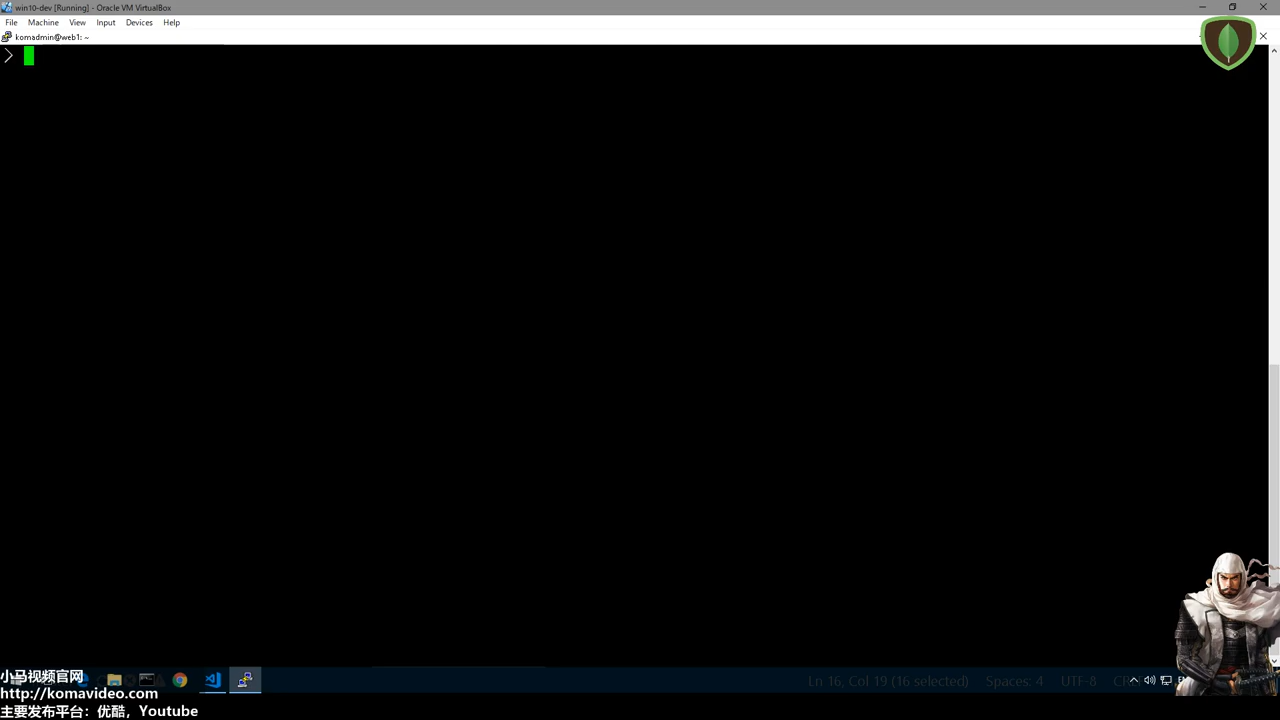 win10-dev [Running] - Oracle VM VirtualBox
File Machine View Input Devices Help
komadmin@web1: ~
>
Ln 16, Col 19 (16 selected) Spaces: 4 UTF-8
小马视频官网
http://komavideo.com
主要发布平台：优酷，Youtube